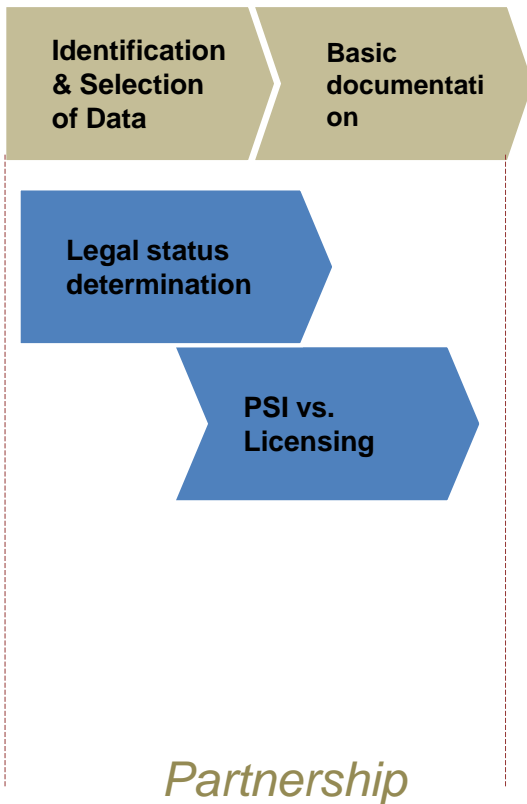 Identification
& Selection
of Data
Basic
documentati
on
Legal status
determination
PSI vs.
Licensing
Partnership